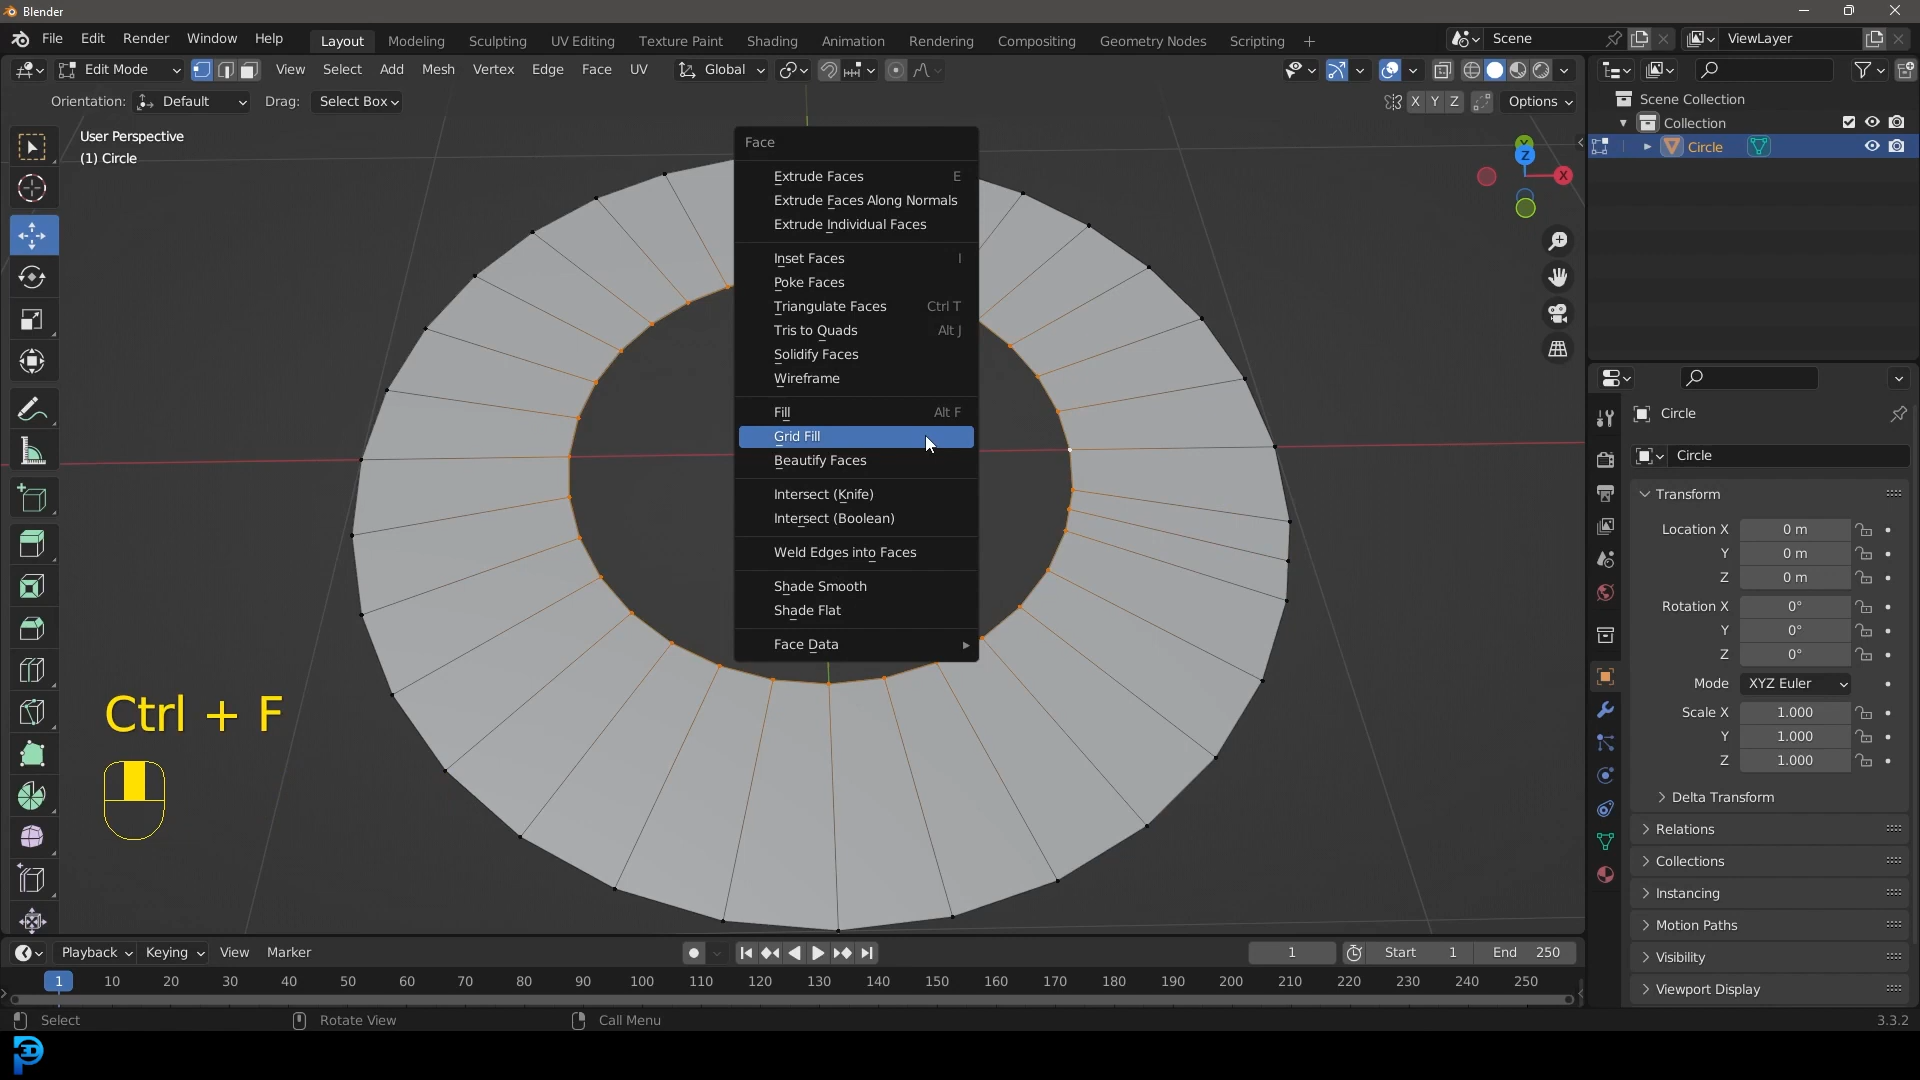 Blender
File Edit Render Window Help Layout Modeling Sculpting UV Editing Texture Paint Shading Animation Rendering Compositing Geometry Nodes Scripting + Scene ViewLayer
Edit Mode View Select Add Mesh Vertex Edge Face UV Global
Orientation: Default Drag: Select Box X Y Z Options
Scene Collection
Collection
Circle
User Perspective
(1) Circle
Y
Z
X
Face
Extrude Faces E
Extrude Faces Along Normals
Extrude Individual Faces
Inset Faces I
Poke Faces
Triangulate Faces Ctrl T
Tris to Quads Alt J
Solidify Faces
Wireframe
Fill Alt F
Grid Fill
Beautify Faces
Intersect (Knife)
Intersect (Boolean)
Weld Edges into Faces
Shade Smooth
Shade Flat
Face Data
Ctrl + F
Circle
Circle
Transform
Location X 0 m
Y 0 m
Z 0 m
Rotation X 0°
Y 0°
Z 0°
Mode XYZ Euler
Scale X 1.000
Y 1.000
Z 1.000
Delta Transform
Relations
Collections
Instancing
Motion Paths
Visibility
Viewport Display
Playback Keying View Marker 1 Start 1 End 250
1 10 20 30 40 50 60 70 80 90 100 110 120 130 140 150 160 170 180 190 200 210 220 230 240 250
Select Rotate View Call Menu 3.3.2